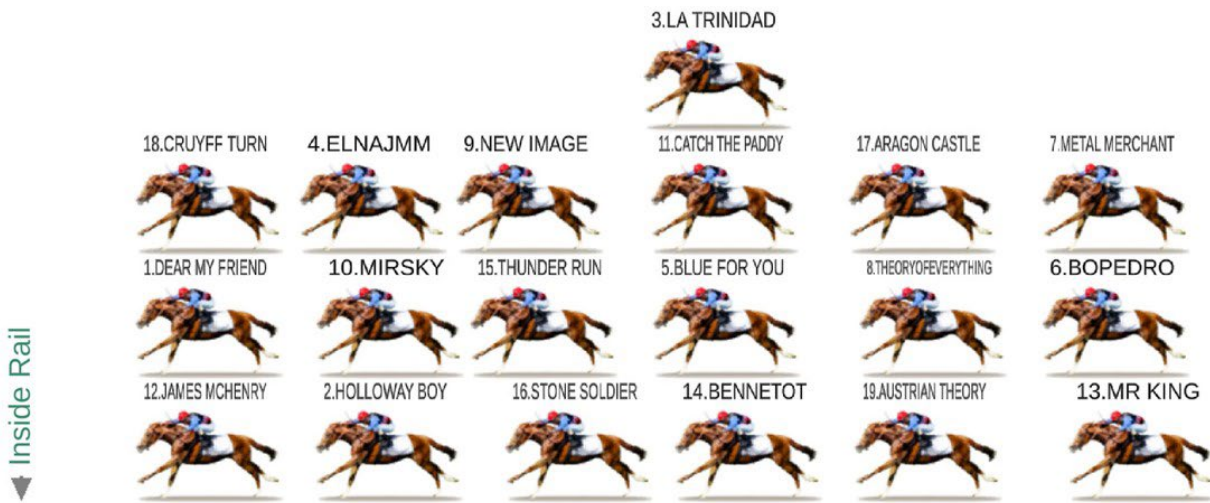 3.LA TRINIDAD
18.CRUYFF TURN 4.ELNAJMM 9.NEW IMAGE 11.CATCH THE PADDY 17.ARAGON CASTLE 7.METAL MERCHANT
1.DEAR MY FRIEND 10.MIRSKY 15.THUNDER RUN 5.BLUE FOR YOU 8.THEORYOFEVERYTHING 6.BOPEDRO
12.JAMES MCHENRY 2.HOLLOWAY BOY 16.STONE SOLDIER 14.BENNETOT 19.AUSTRIAN THEORY 13.MR KING
Inside Rail